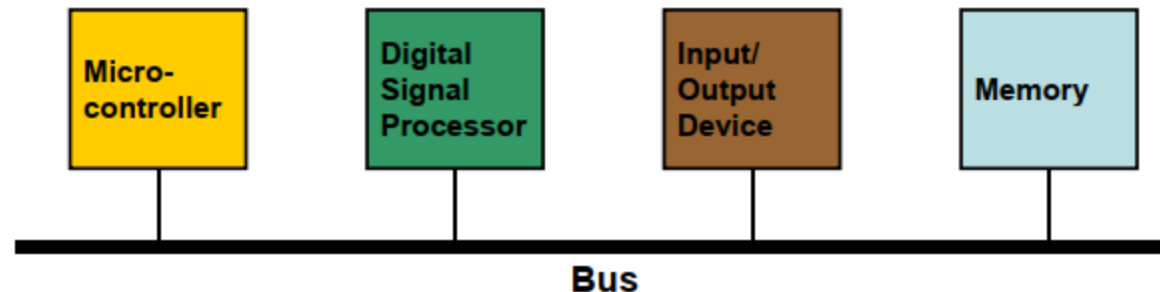 Micro-
controller
Digital
Signal
Processor
Input/
Output
Device
Memory
Bus